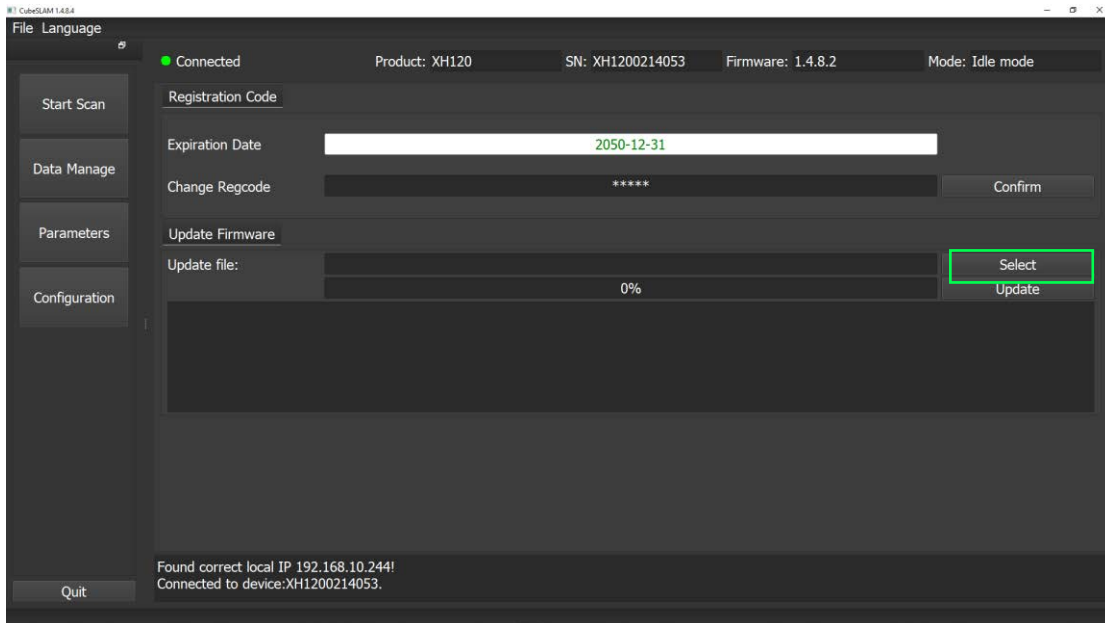 CubeSLAM 1.4.8.4
File Language
Connected Product: XH120 SN: XH1200214053 Firmware: 1.4.8.2 Mode: Idle mode
Start Scan
Data Manage
Parameters
Configuration
Quit
Registration Code
Expiration Date 2050-12-31
Change Regcode ***** Confirm
Update Firmware
Update file: Select
0% Update
Found correct local IP 192.168.10.244!
Connected to device:XH1200214053.